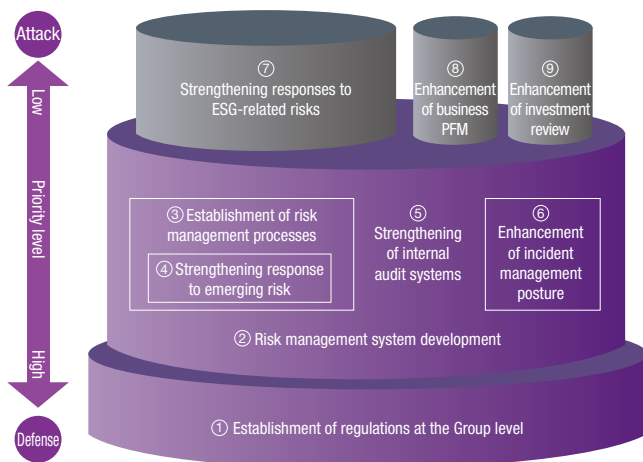 Attack
Low
Priority level
High
Defense
⑦
Strengthening responses to
ESG-related risks
⑧
Enhancement
of business
PFM
⑨
Enhancement
of investment
review
③ Establishment of risk
management processes
④ Strengthening response
to emerging risk
⑤
Strengthening
of internal
audit systems
⑥
Enhancement
of incident
management
posture
② Risk management system development
① Establishment of regulations at the Group level